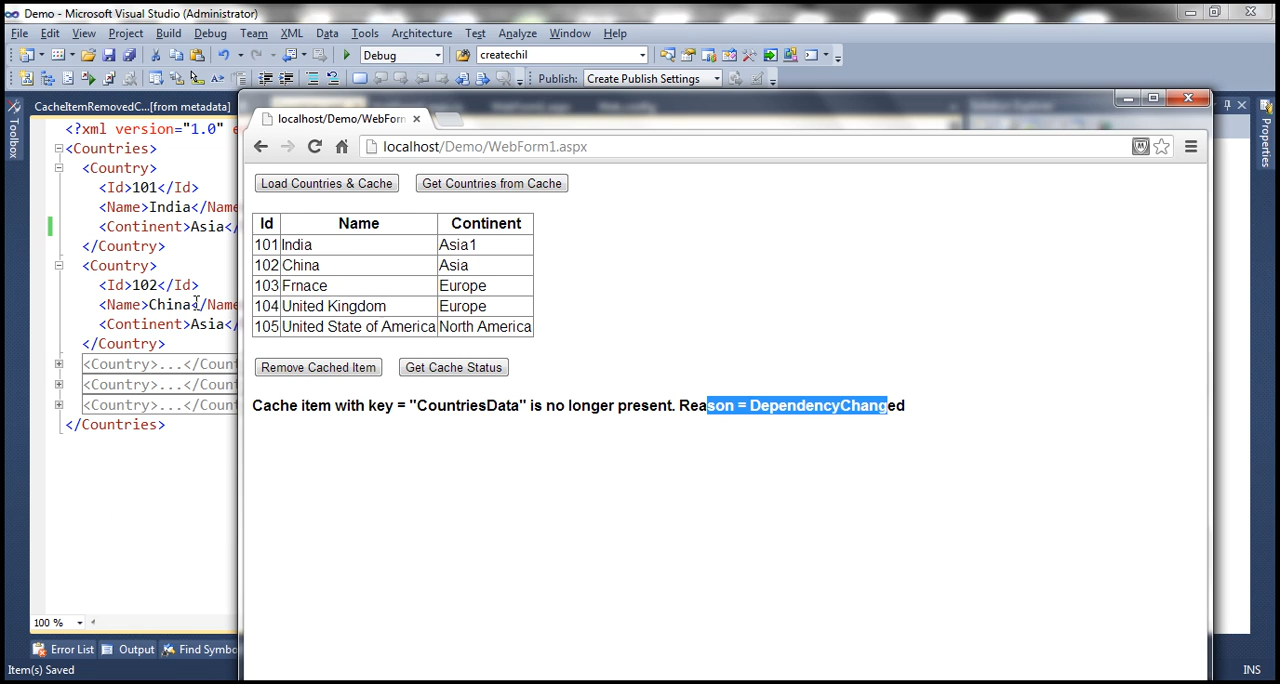 Demo - Microsoft Visual Studio (Administrator)
File Edit View Project Build Debug Team XML Data Tools Architecture Test Analyze Window Help
Debug createchil
Publish: Create Publish Settings
CacheItemRemovedC...[from metadata]
Toolbox
Properties
<?xml version="1.0" e
<Countries>
<Country>
<Id>101</Id>
<Name>India</Name
<Continent>Asia</
</Country>
<Country>
<Id>102</Id>
<Name>China</Name
<Continent>Asia</
</Country>
<Country>...</Count
<Country>...</Count
<Country>...</Count
</Countries>
100 %
Error List Output Find Symbo
Item(s) Saved
INS
localhost/Demo/WebForn
localhost/Demo/WebForm1.aspx
Load Countries & Cache Get Countries from Cache
Id Name Continent
101 India Asia1
102 China Asia
103 Frnace Europe
104 United Kingdom Europe
105 United State of America North America
Remove Cached Item Get Cache Status
Cache item with key = "CountriesData" is no longer present. Reason = DependencyChanged